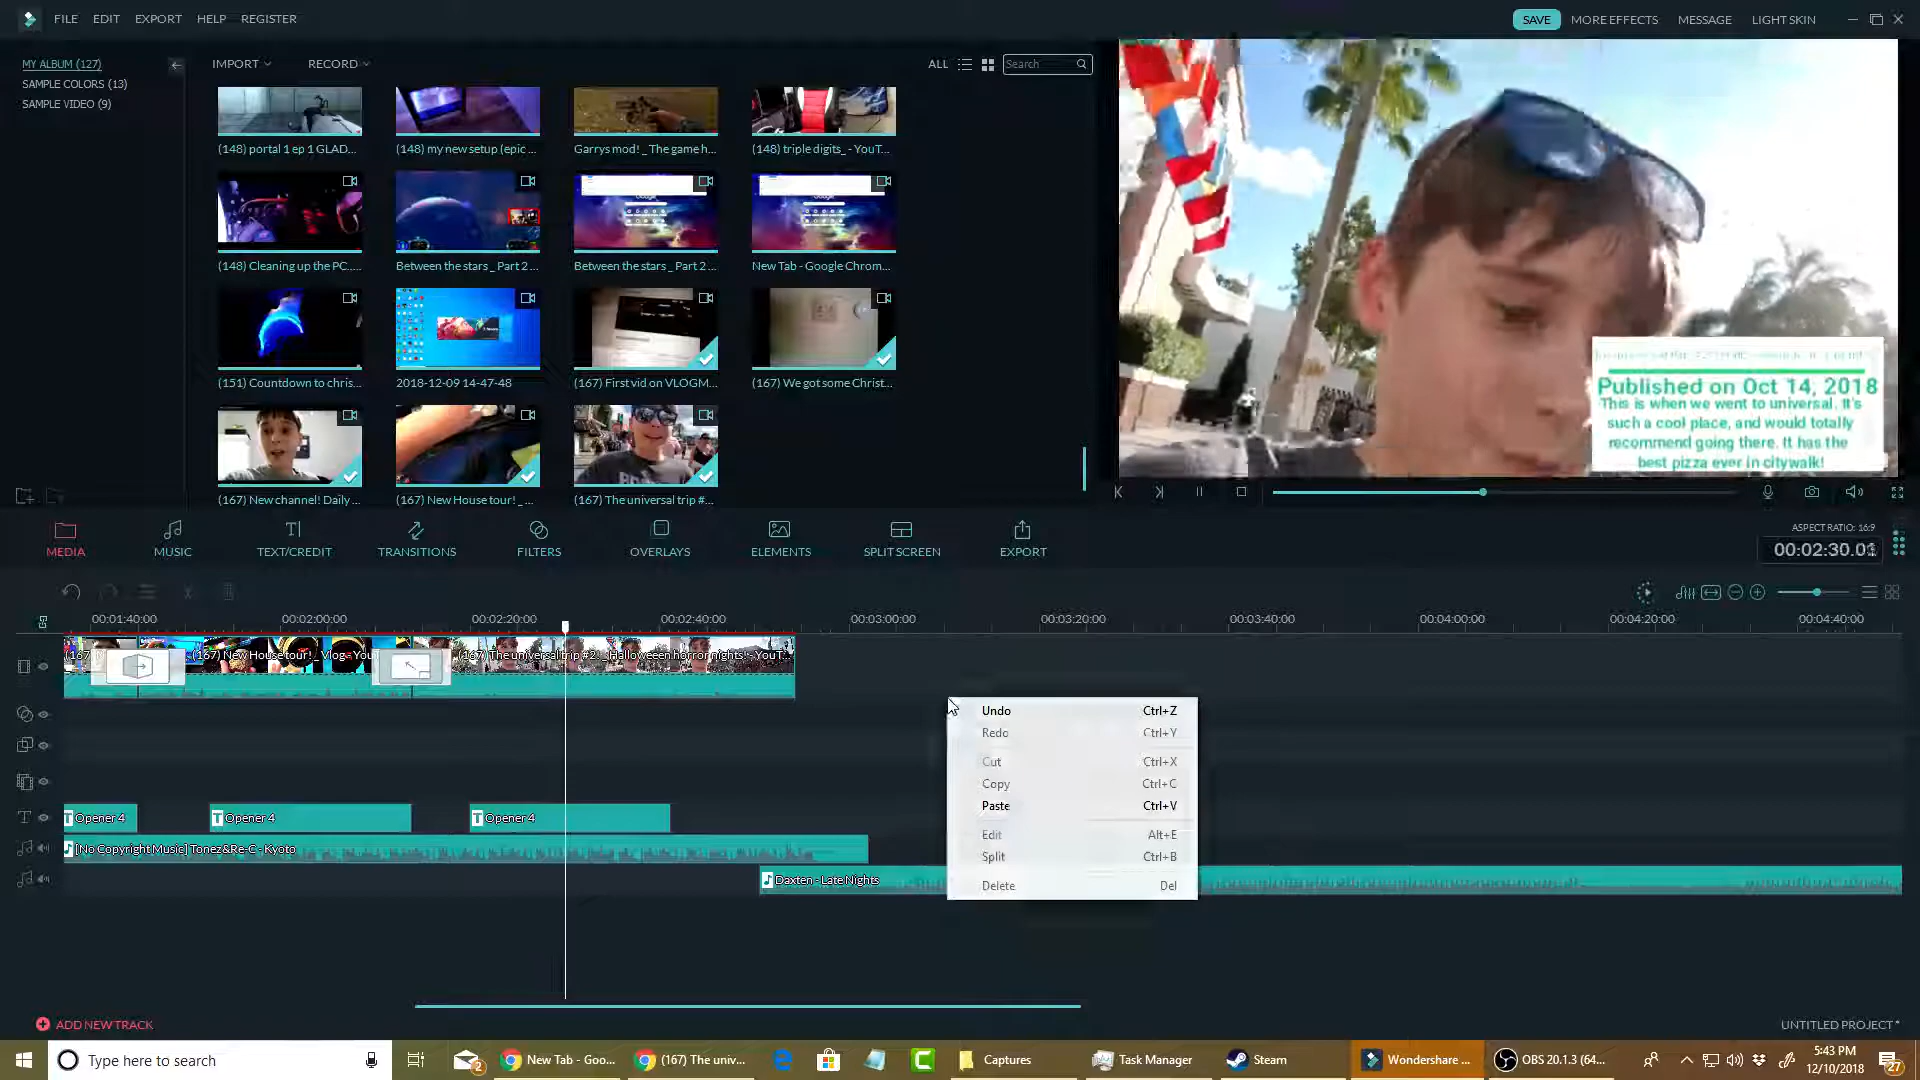 FILE EDIT EXPORT HELP REGISTER
SAVE MORE EFFECTS MESSAGE LIGHT SKIN
MY ALBUM (127)
SAMPLE COLORS (13)
SAMPLE VIDEO (9)
IMPORT RECORD
ALL Search
(148) portal 1 ep 1 GLAD... (148) my new setup (epic ... Garrys mod! _ The game h... (148) triple digits_ - YouT...
(148) Cleaning up the PC.... Between the stars _ Part 2 ... Between the stars _ Part 2 ... New Tab - Google Chrom...
(151) Countdown to chris... 2018-12-09 14-47-48 (167) First vid on VLOGM... (167) We got some Christ...
(167) New channel! Daily ... (167) New House tour! _ ... (167) The universal trip #...
Published on Oct 14, 2018
This is when we went to universal. It's
such a cool place, and would totally
recommend going there. It has the
best pizza ever in citywalk!
MEDIA MUSIC TEXT/CREDIT TRANSITIONS FILTERS OVERLAYS ELEMENTS SPLIT SCREEN EXPORT
ASPECT RATIO: 16:9
00:02:30.01
00:01:40:00 00:02:00:00 00:02:20:00 00:02:40:00 00:03:00:00 00:03:20:00 00:03:40:00 00:04:00:00 00:04:20:00 00:04:40:00
(167) (167) New House tour! _ Vlog - You (167) The universal trip #2! _ Halloweeen horror nights! - YouT...
Undo Ctrl+Z
Redo Ctrl+Y
Cut Ctrl+X
Copy Ctrl+C
Paste Ctrl+V
Edit Alt+E
Split Ctrl+B
Delete Del
Opener 4 Opener 4 Opener 4
[No Copyright Music] Tonez&Re-C - Kyoto
Daxten - Late Nights
ADD NEW TRACK
UNTITLED PROJECT *
Type here to search
2
New Tab - Goo...
(167) The univ...
Captures
Task Manager
Steam
Wondershare ...
OBS 20.1.3 (64...
5:43 PM
12/10/2018
27